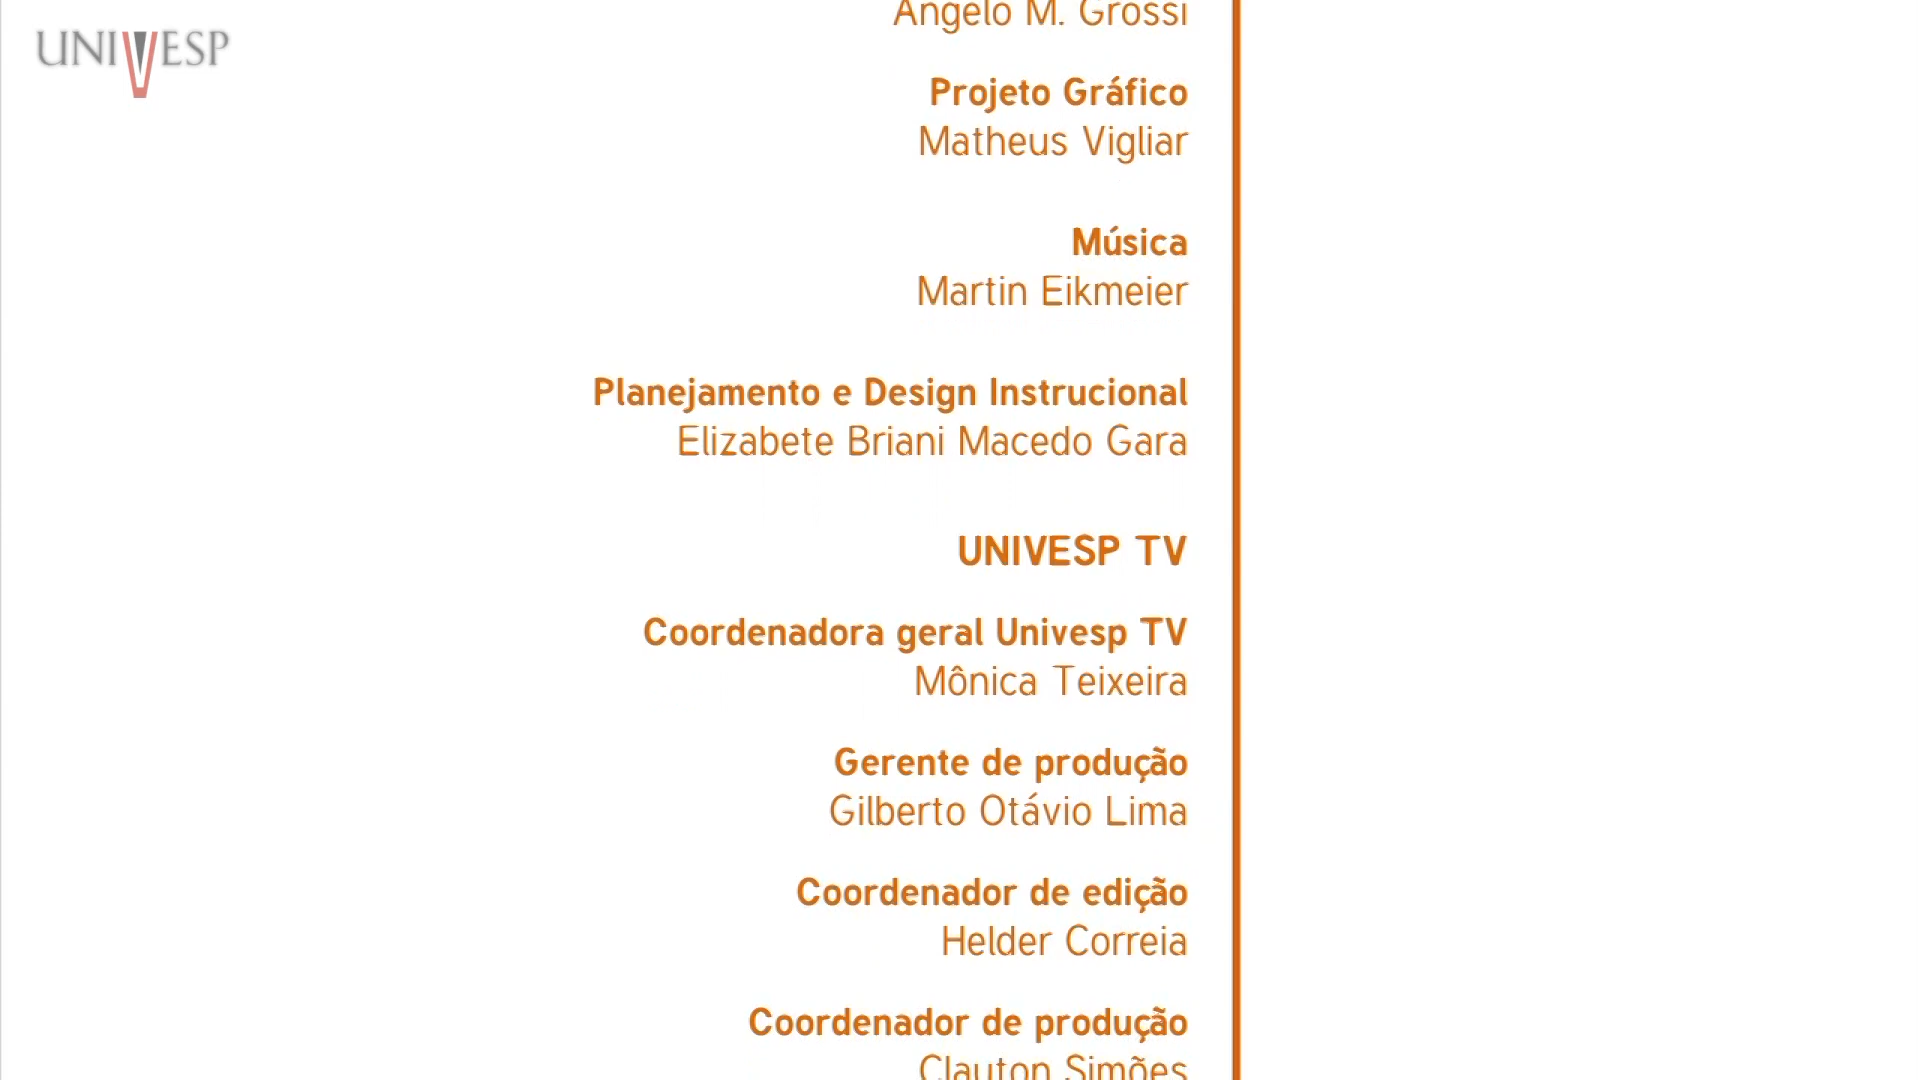 UNIVESP
Angelo M. Grossi
Projeto Gráfico
Matheus Vigliar
Música
Martin Eikmeier
Planejamento e Design Instrucional
Elizabete Briani Macedo Gara
UNIVESP TV
Coordenadora geral Univesp TV
Mônica Teixeira
Gerente de produção
Gilberto Otávio Lima
Coordenador de edição
Helder Correia
Coordenador de produção
Clauton Simões